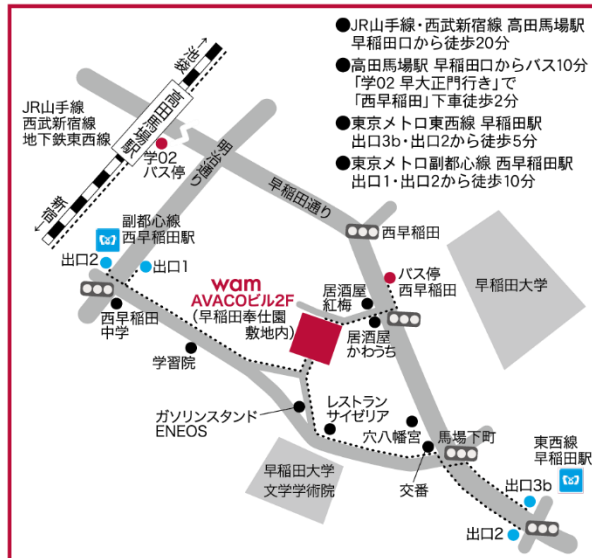 ●JR山手線・西武新宿線 高田馬場駅
早稲田口から徒歩20分
●高田馬場駅 早稲田口からバス10分
「学02 早大正門行き」で
「西早稲田」下車徒歩2分
●東京メトロ東西線 早稲田駅
出口3b・出口2から徒歩5分
●東京メトロ副都心線 西早稲田駅
出口1・出口2から徒歩10分
←池袋
高田馬場駅
新宿→
JR山手線
西武新宿線
地下鉄東西線
学02
バス停
明治通り
早稲田通り
西早稲田
副都心線
西早稲田駅
出口2
出口1
wam
AVACOビル2F
(早稲田奉仕園
敷地内)
居酒屋
紅梅
バス停
西早稲田
早稲田大学
西早稲田
中学
居酒屋
かわうち
学習院
ガソリンスタンド
ENEOS
レストラン
サイゼリア
穴八幡宮
馬場下町
東西線
早稲田駅
早稲田大学
文学学術院
交番
出口3b
出口2